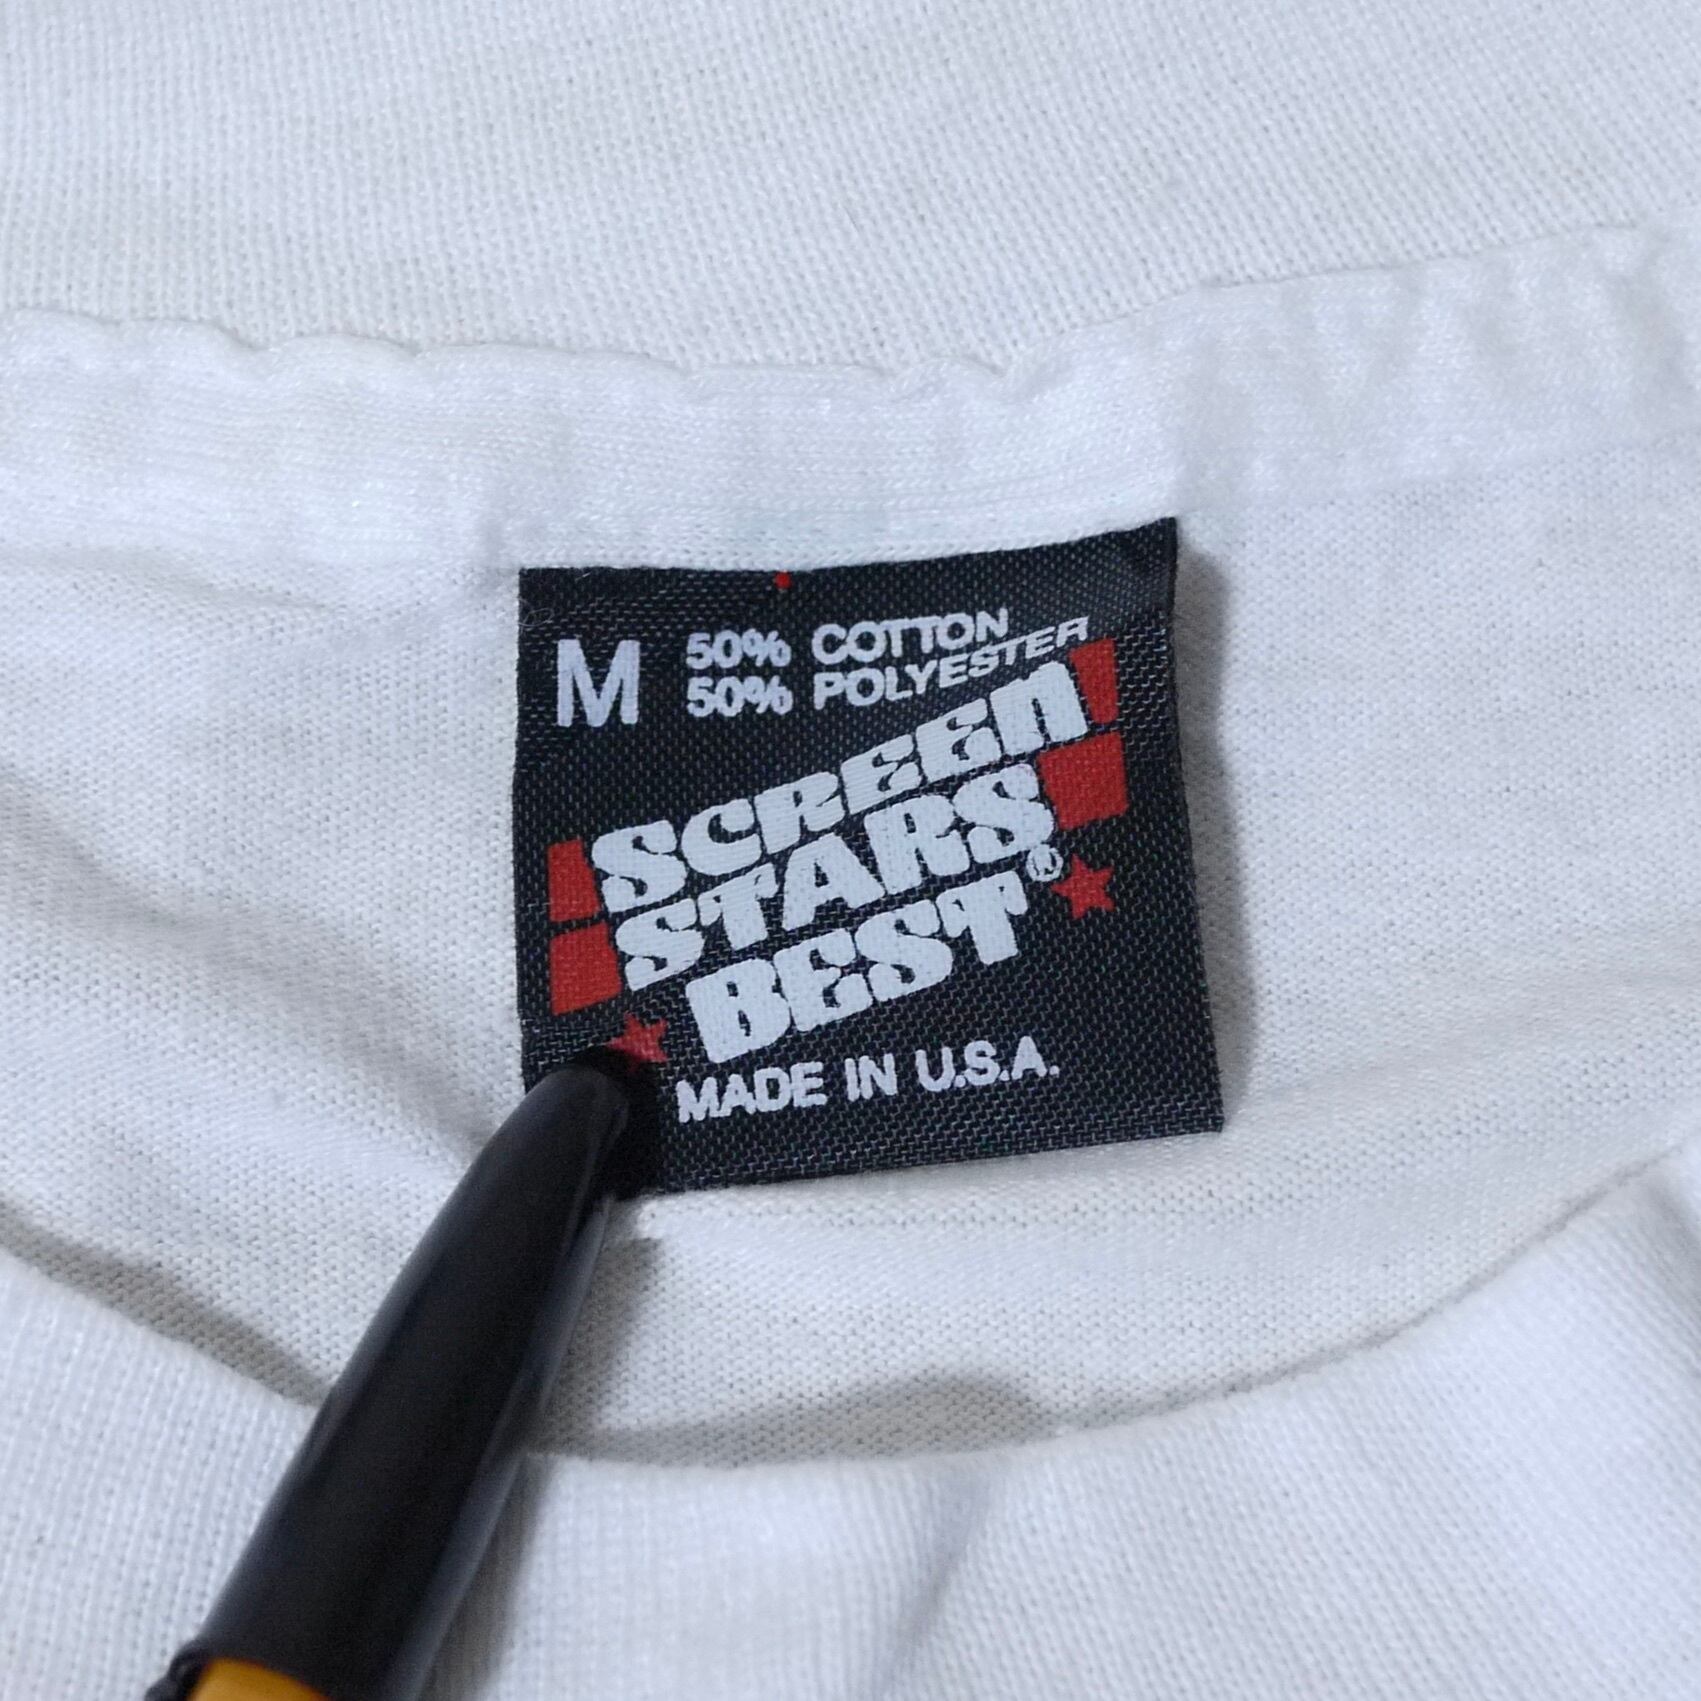 M 50% COTTON
50% POLYESTER
SCREEN
STARS
BEST®
MADE IN U.S.A.